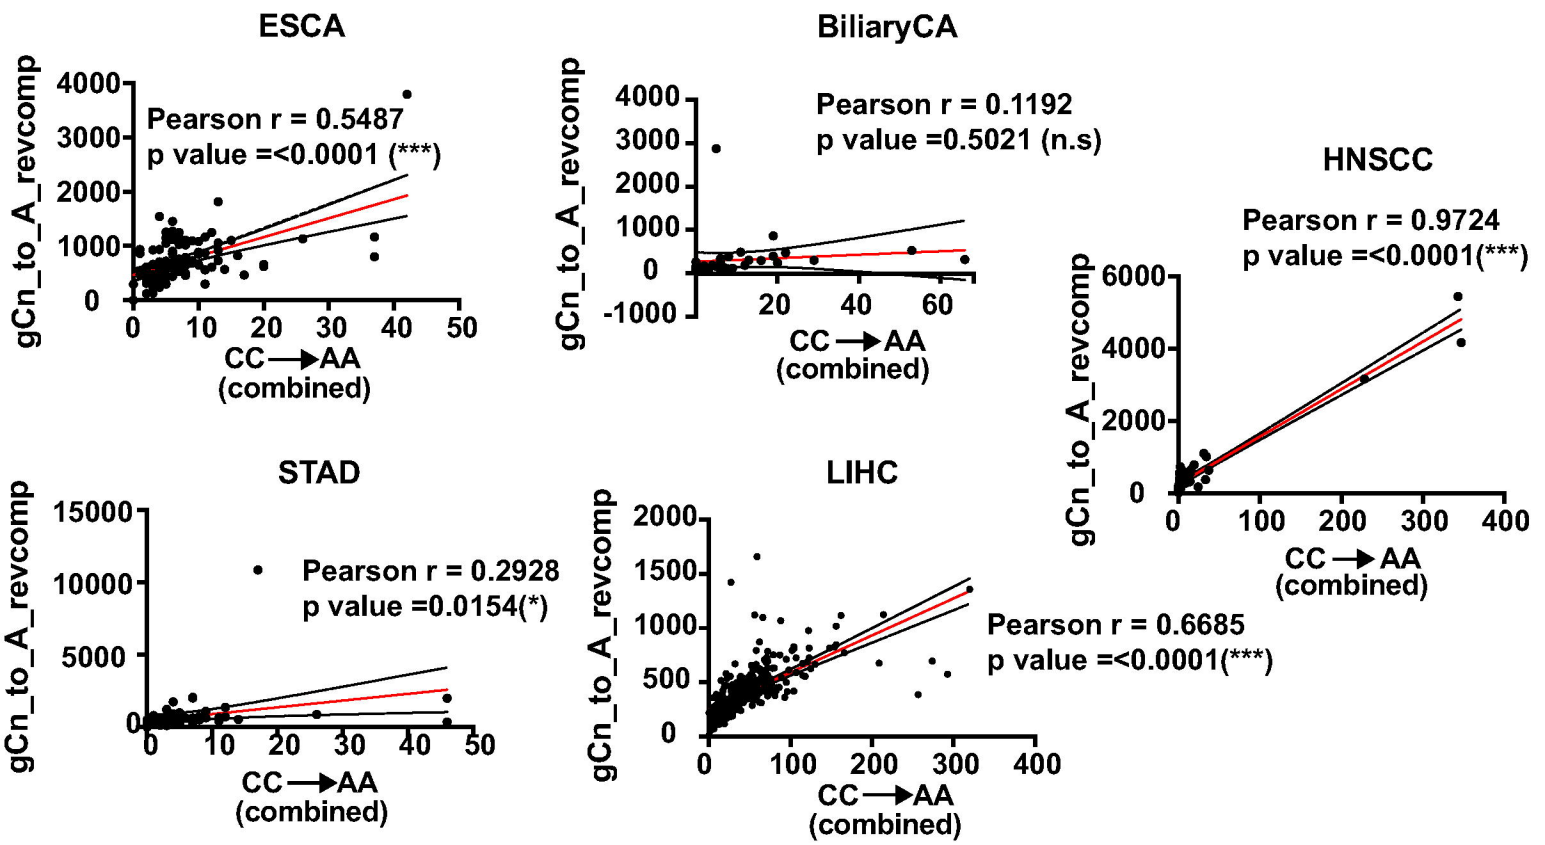 ESCA
gCn_to_A_revcomp
4000
3000
2000
1000
0
Pearson r = 0.5487
p value =<0.0001 (***)
0 10 20 30 40 50
CC→AA
(combined)
BiliaryCA
gCn_to_A_revcomp
4000
3000
2000
1000
0
-1000
Pearson r = 0.1192
p value =0.5021 (n.s)
20 40 60
CC→AA
(combined)
HNSCC
gCn_to_A_revcomp
Pearson r = 0.9724
p value =<0.0001(***)
6000
4000
2000
0
0 100 200 300 400
CC→AA
(combined)
STAD
gCn_to_A_revcomp
15000
10000
5000
0
Pearson r = 0.2928
p value =0.0154(*)
0 10 20 30 40 50
CC→AA
(combined)
LIHC
gCn_to_A_revcomp
2000
1500
1000
500
0
Pearson r = 0.6685
p value =<0.0001(***)
0 100 200 300 400
CC→AA
(combined)